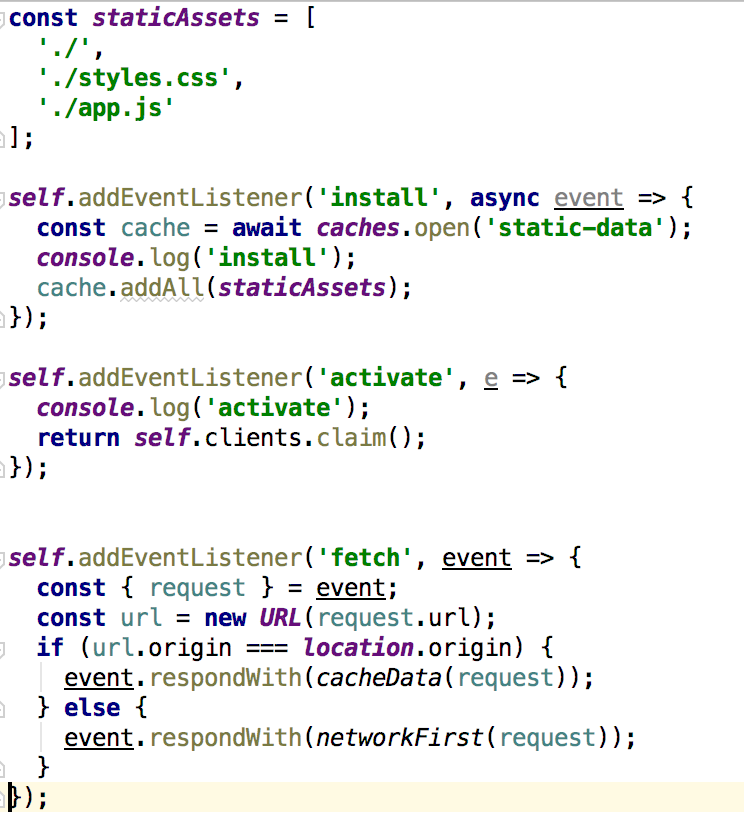 const staticAssets = [
  './',
  './styles.css',
  './app.js'
];

self.addEventListener('install', async event => {
  const cache = await caches.open('static-data');
  console.log('install');
  cache.addAll(staticAssets);
});

self.addEventListener('activate', e => {
  console.log('activate');
  return self.clients.claim();
});


self.addEventListener('fetch', event => {
  const { request } = event;
  const url = new URL(request.url);
  if (url.origin === location.origin) {
    event.respondWith(cacheData(request));
  } else {
    event.respondWith(networkFirst(request));
  }
});